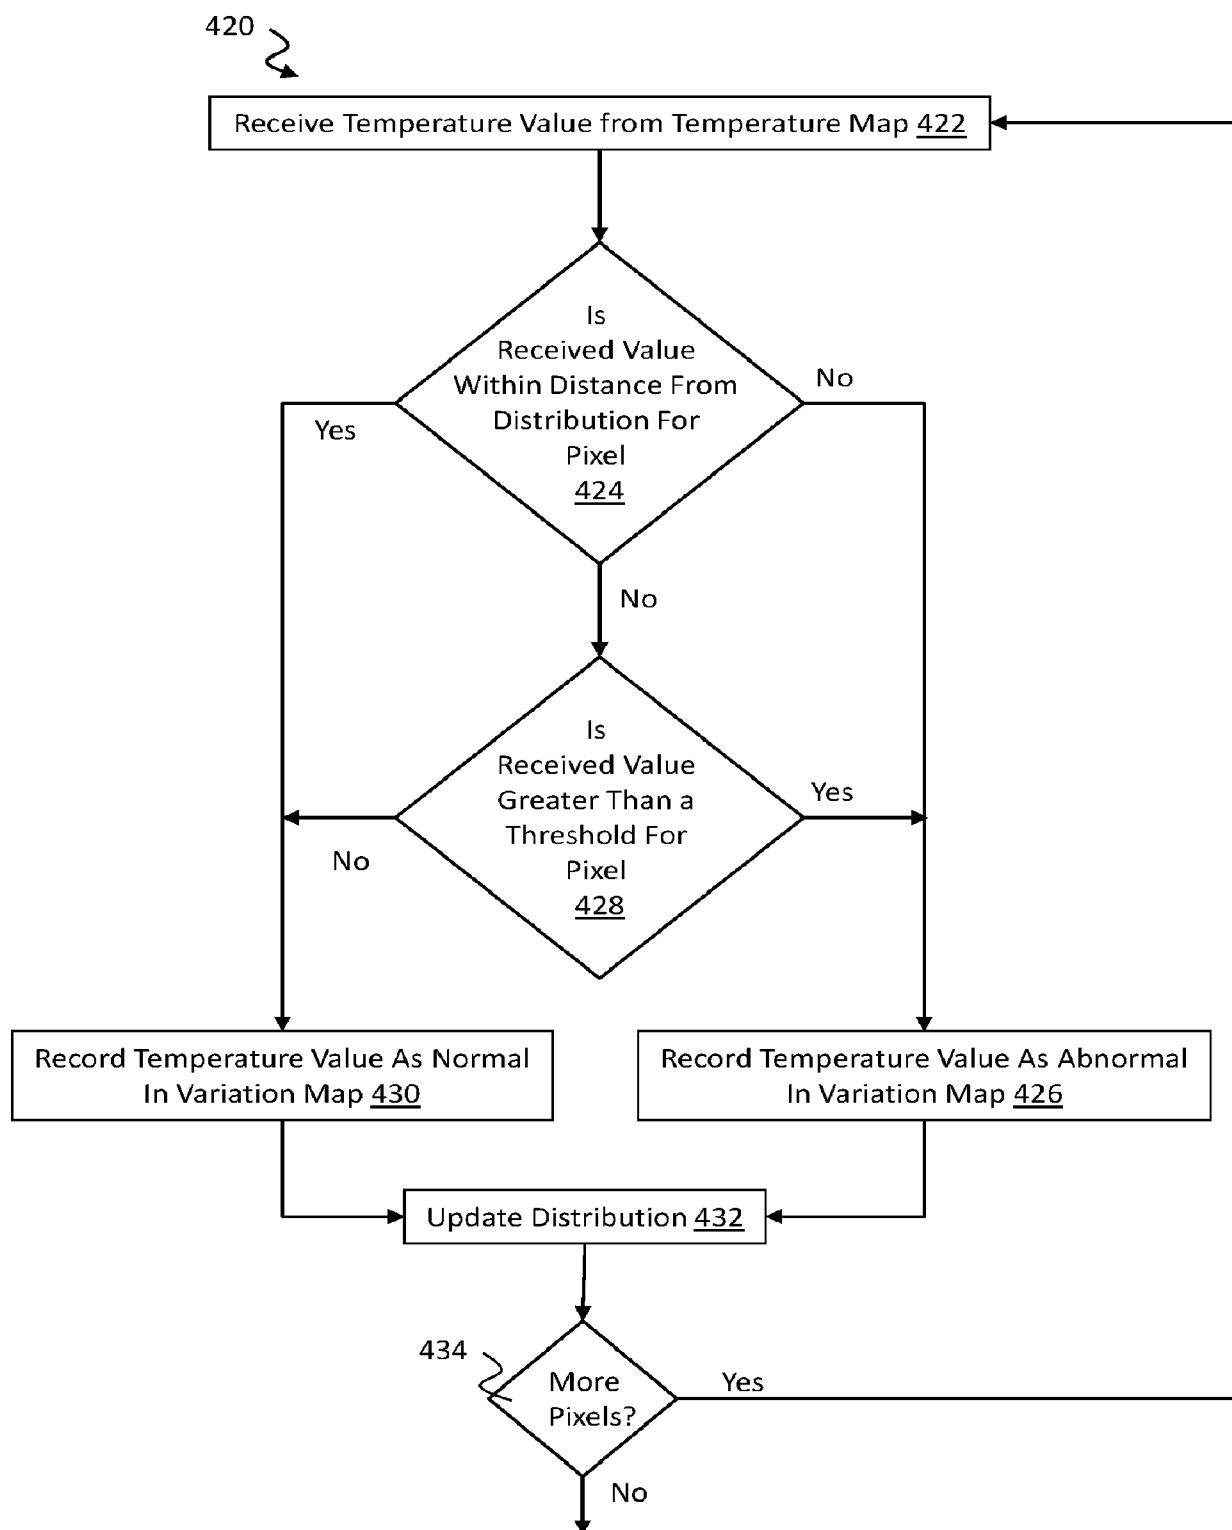 420
Receive Temperature Value from Temperature Map 422
Is
Received Value
Within Distance From
Distribution For
Pixel
424
No
Yes
No
Is
Received Value
Greater Than a
Threshold For
Pixel
428
Yes
No
Record Temperature Value As Normal
In Variation Map 430
Record Temperature Value As Abnormal
In Variation Map 426
Update Distribution 432
434
More
Pixels?
Yes
No